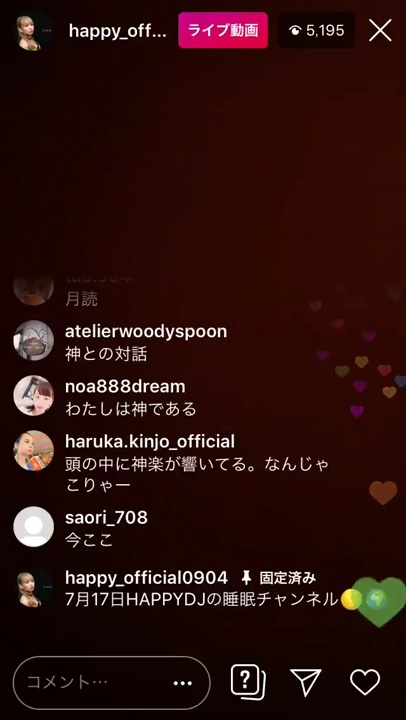 happy_off...
ライブ動画
5,195
月読
atelierwoodyspoon
神との対話
noa888dream
わたしは神である
haruka.kinjo_official
頭の中に神楽が響いてる。なんじゃ
こりゃー
saori_708
今ここ
happy_official0904 固定済み
7月17日HAPPYDJの睡眠チャンネル
コメント…